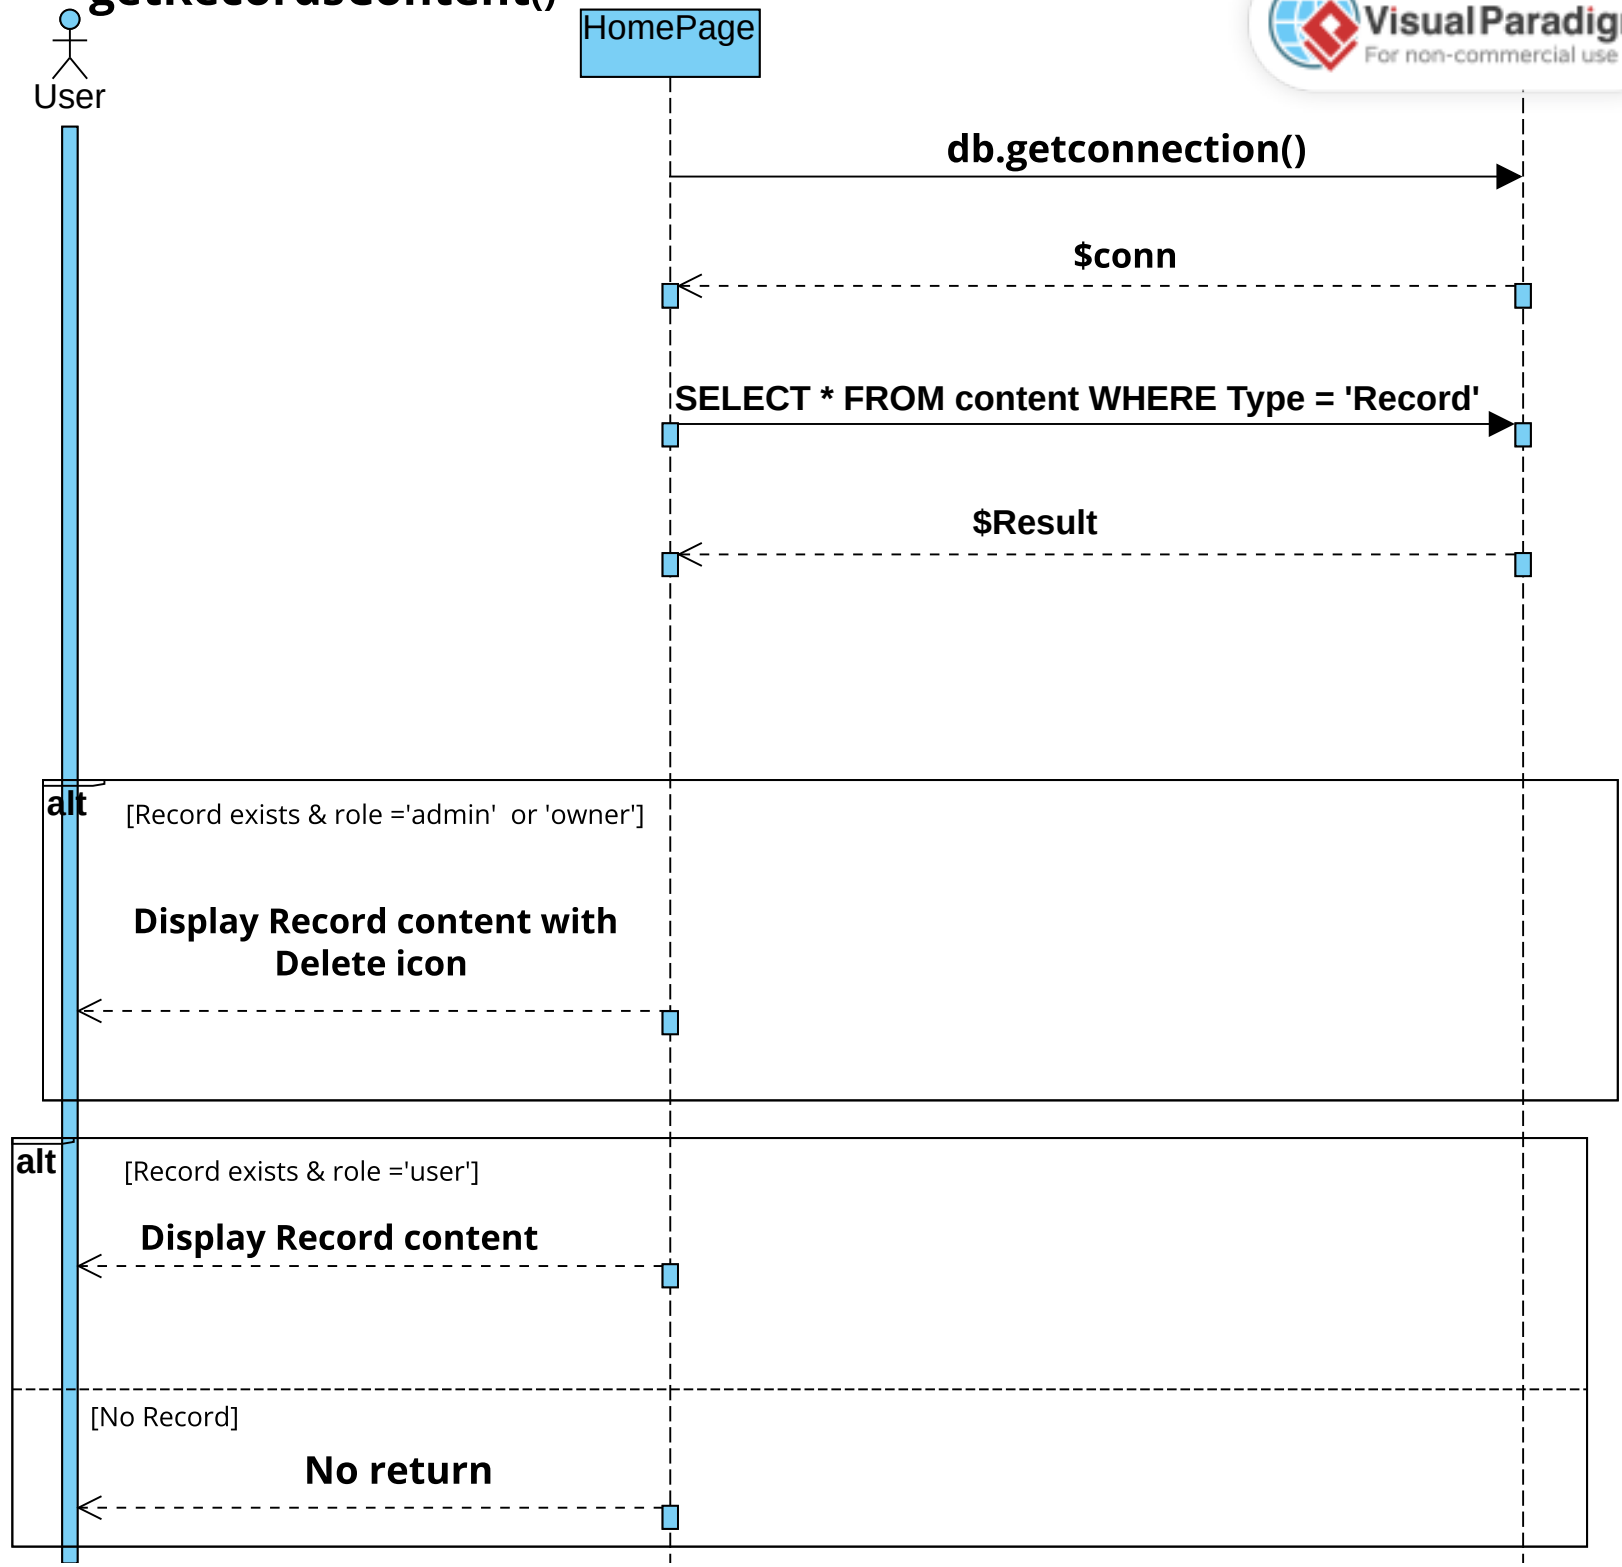 getRecordsContent()
HomePage
Visual Paradig
For non-commercial use
User
db.getconnection()
$conn
SELECT * FROM content WHERE Type = 'Record'
$Result
alt
[Record exists & role ='admin'  or 'owner']
Display Record content with
Delete icon
alt
[Record exists & role ='user']
Display Record content
[No Record]
No return